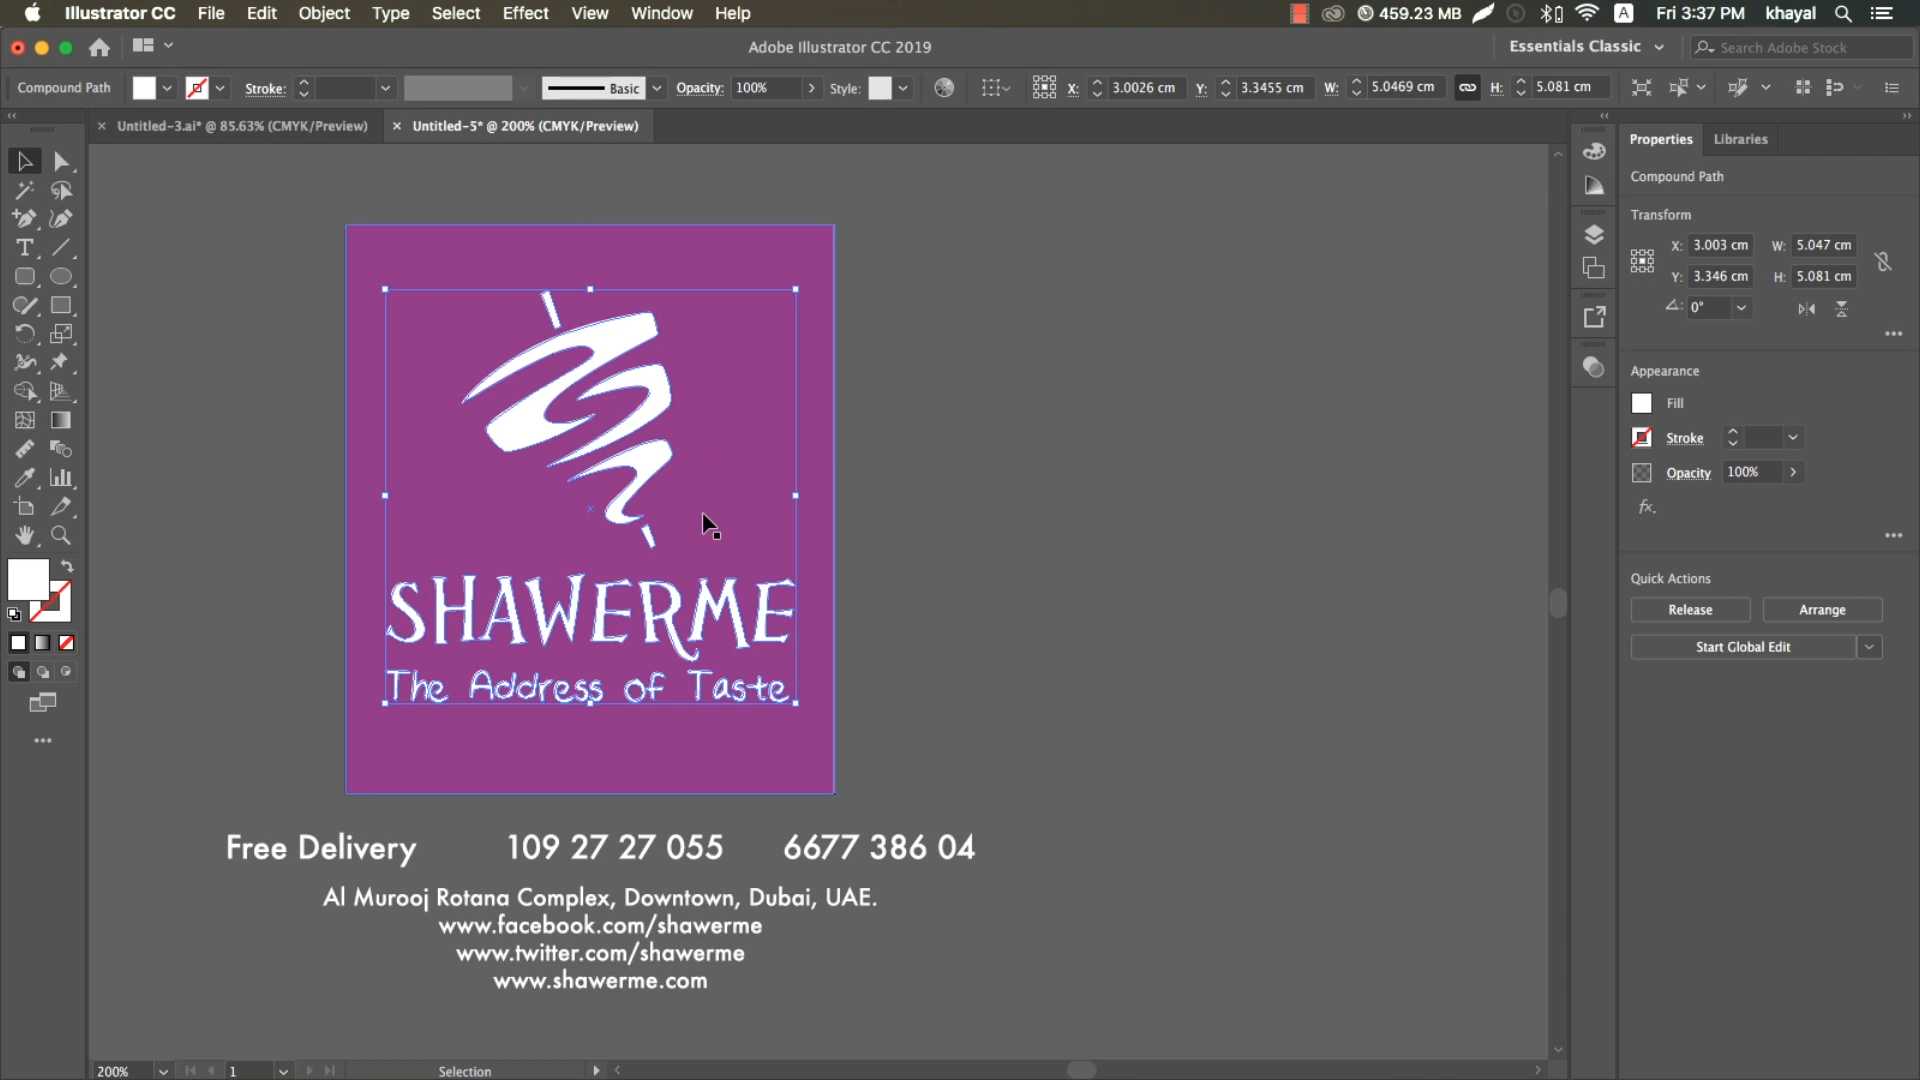 Illustrator CC File Edit Object Type Select Effect View Window Help 459.23 MB A Fri 3:37 PM khayal
Adobe Illustrator CC 2019 Essentials Classic Search Adobe Stock
Compound Path Stroke: Basic Opacity: 100% Style: X: 3.0026 cm Y: 3.3455 cm W: 5.0469 cm H: 5.081 cm
Untitled-3.ai* @ 85.63% (CMYK/Preview) Untitled-5* @ 200% (CMYK/Preview)
Properties Libraries
Compound Path
Transform
X: 3.003 cm W: 5.047 cm
Y: 3.346 cm H: 5.081 cm
0°
Appearance
Fill
Stroke
Opacity 100%
fx.
Quick Actions
Release Arrange
Start Global Edit
SHAWERME
The Address of Taste
Free Delivery 109 27 27 055 6677 386 04
Al Murooj Rotana Complex, Downtown, Dubai, UAE.
www.facebook.com/shawerme
www.twitter.com/shawerme
www.shawerme.com
200% 1 Selection